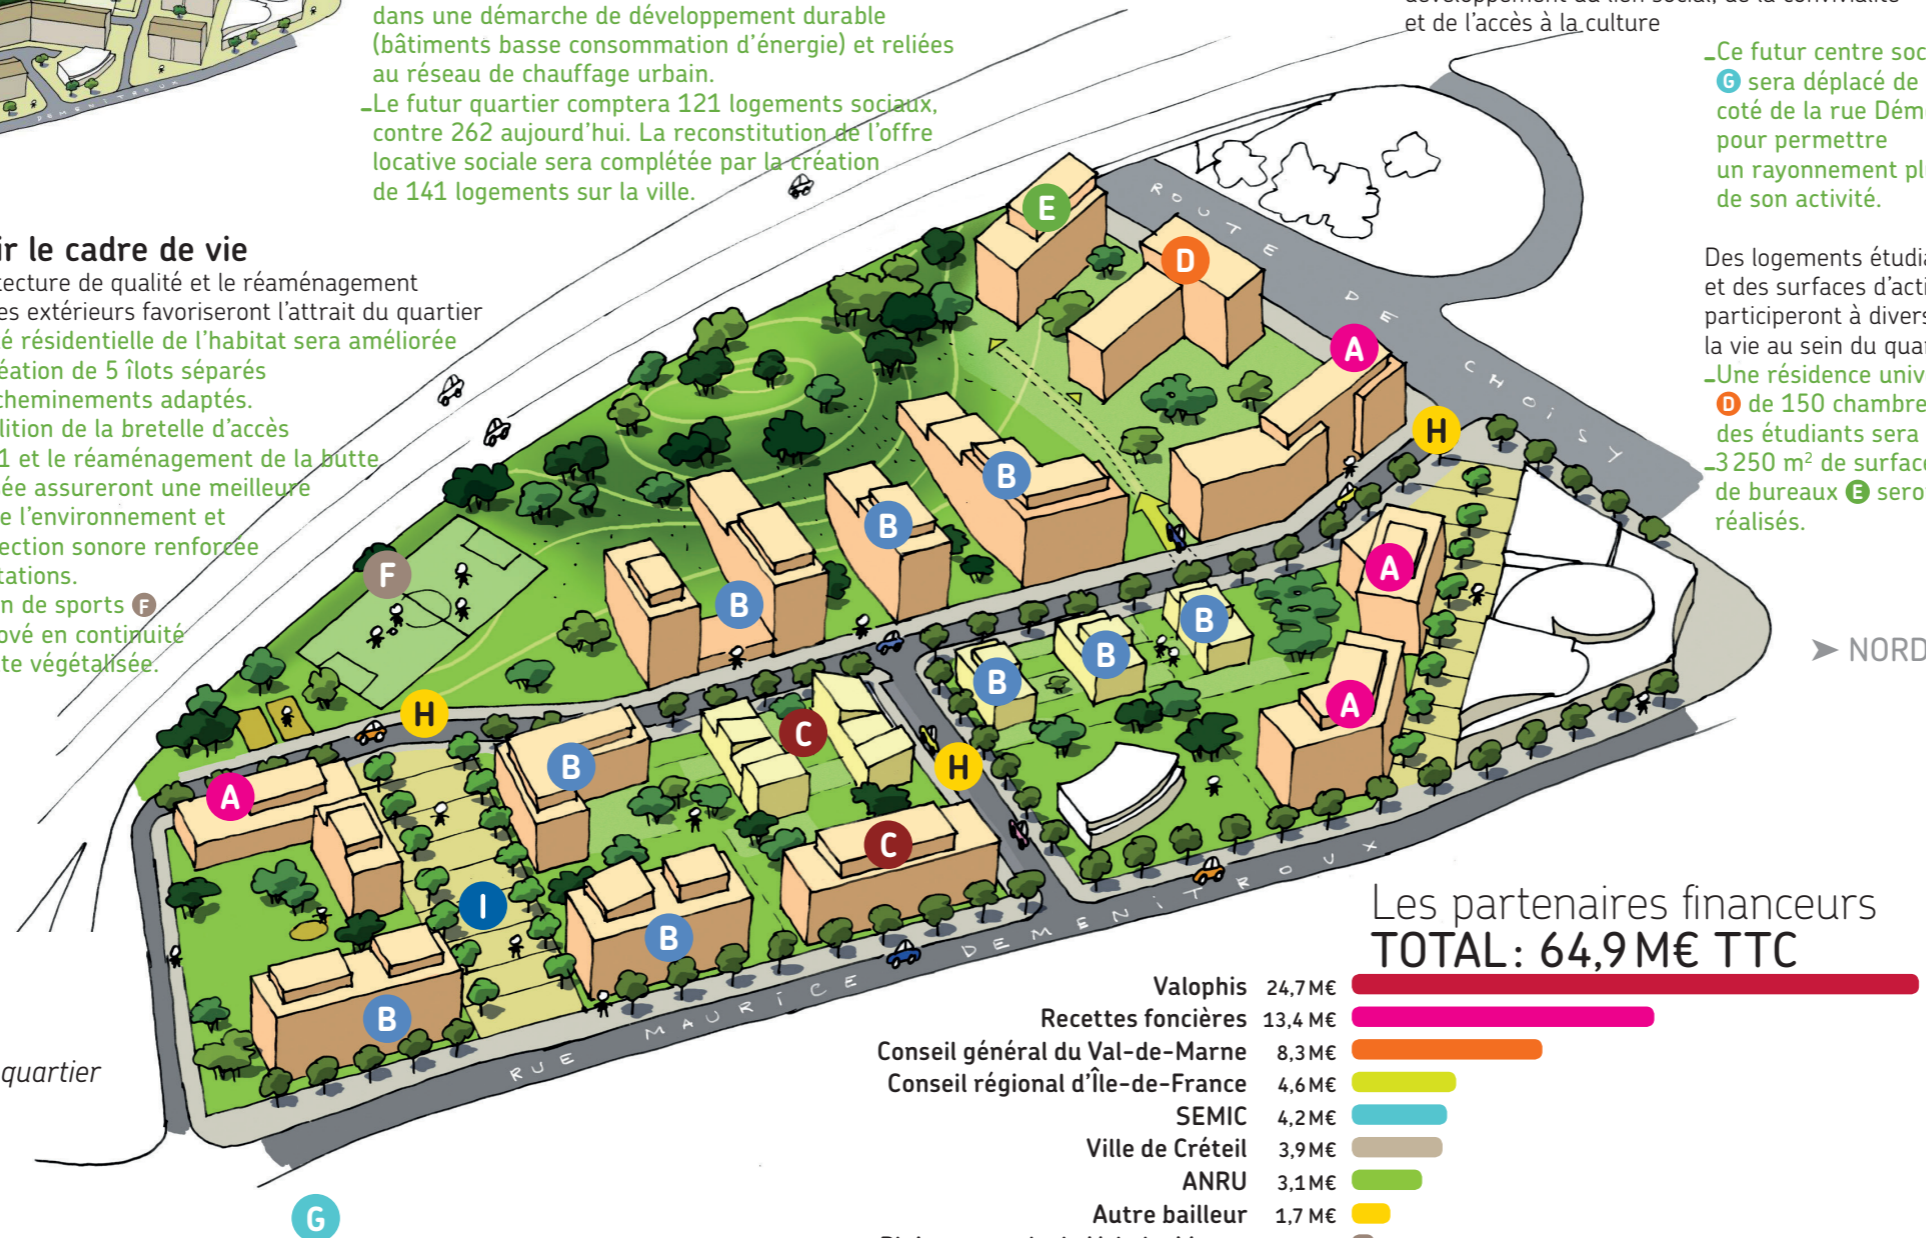 dans une démarche de développement durable
(bâtiments basse consommation d'énergie) et reliées
au réseau de chauffage urbain.
-Le futur quartier comptera 121 logements sociaux,
contre 262 aujourd'hui. La reconstitution de l'offre
locative sociale sera complétée par la création
de 141 logements sur la ville.
ir le cadre de vie
tecture de qualité et le réaménagement
es extérieurs favoriseront l'attrait du quartier
é résidentielle de l'habitat sera améliorée
éation de 5 îlots séparés
cheminements adaptés.
lition de la bretelle d'accès
1 et le réaménagement de la butte
ée assureront une meilleure
e l'environnement et
ection sonore renforcée
tations.
n de sports F
ové en continuité
te végétalisée.
quartier
et de l'accès à la culture
-Ce futur centre soc
G sera déplacé de
coté de la rue Dém
pour permettre
un rayonnement pl
de son activité.
Des logements étudia
et des surfaces d'acti
participeront à divers
la vie au sein du qua
-Une résidence unive
D de 150 chambre
des étudiants sera
-3 250 m² de surface
de bureaux E sero
réalisés.
➤ NORD
ROUTE DE CHOISY
RUE MAURICE DEMENITROUX
E
D
A
H
B
B
A
F
B
B
B
B
A
H
C
B
H
A
C
I
B
B
G
Les partenaires financeurs
TOTAL : 64,9 M€ TTC
Valophis 24,7 M€
Recettes foncières 13,4 M€
Conseil général du Val-de-Marne 8,3 M€
Conseil régional d'Île-de-France 4,6 M€
SEMIC 4,2 M€
Ville de Créteil 3,9 M€
ANRU 3,1 M€
Autre bailleur 1,7 M€